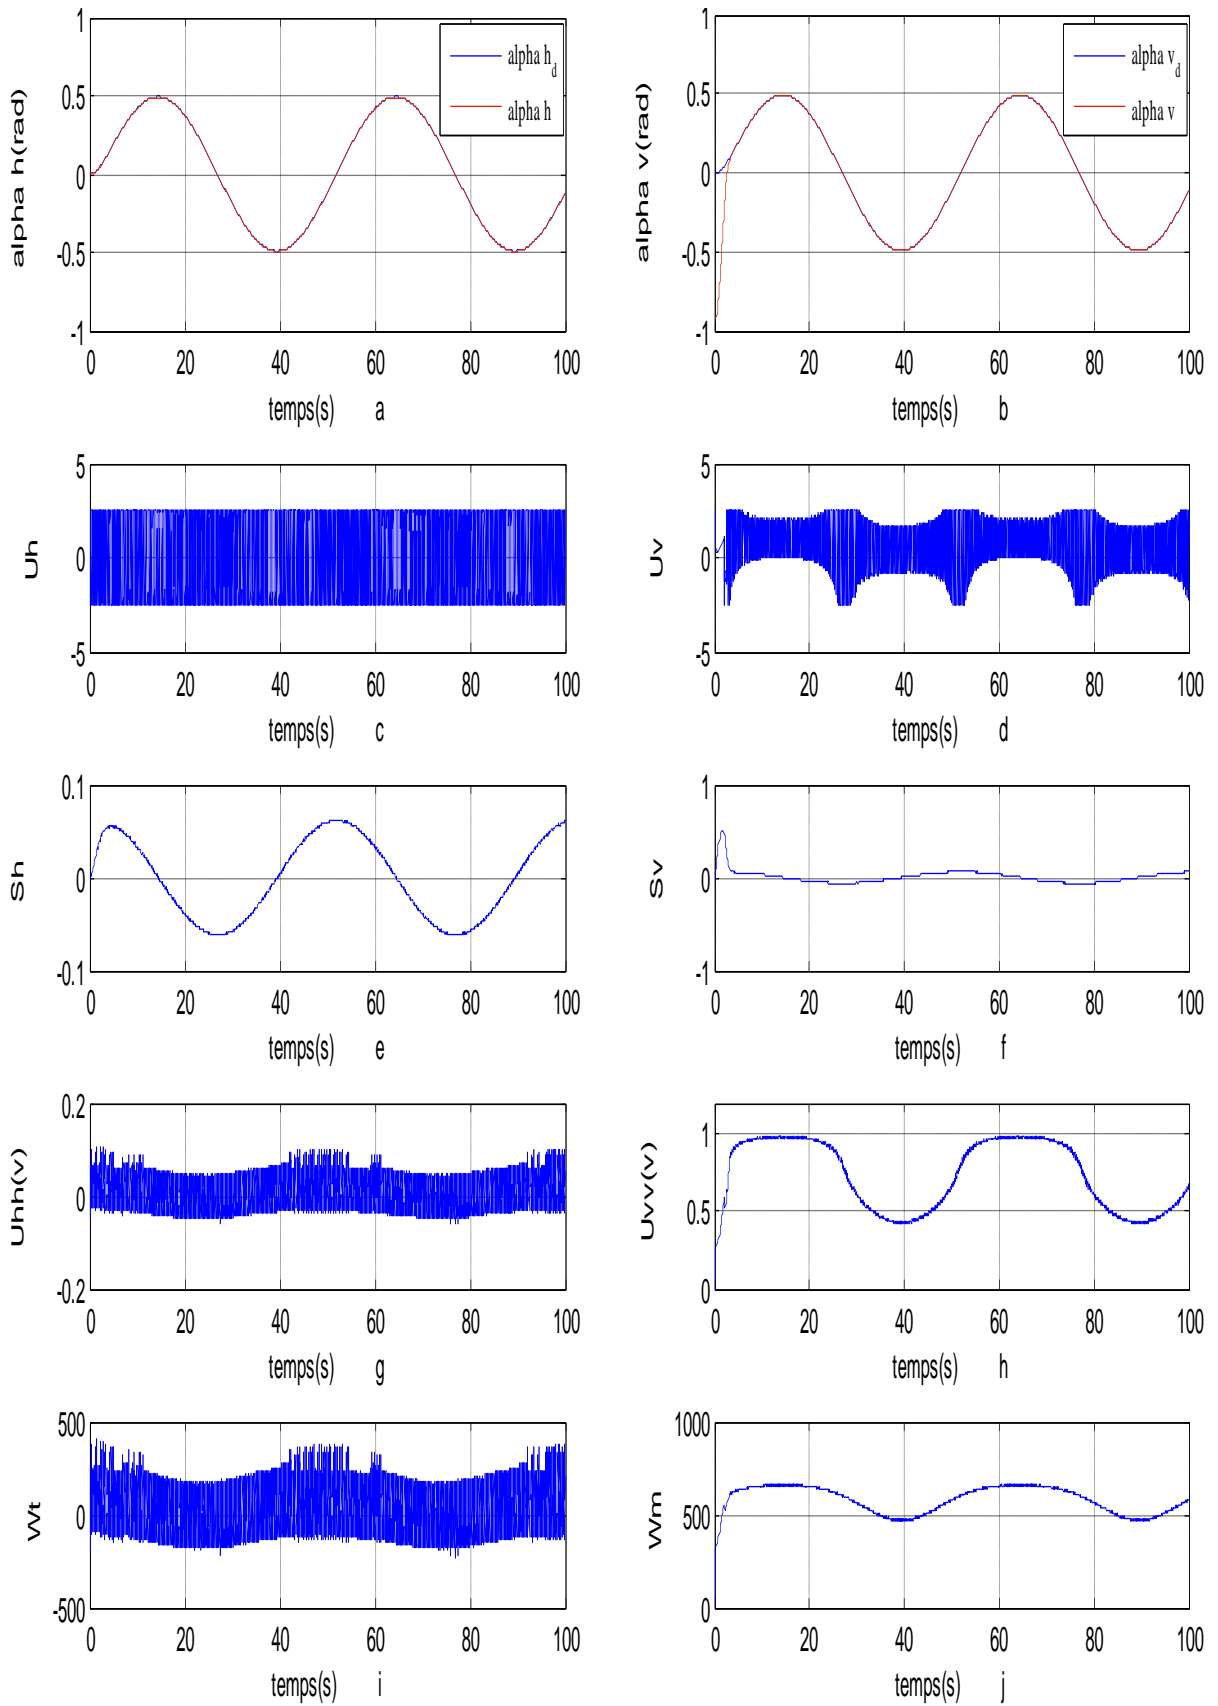 alpha h(rad)
1
0.5
0
-0.5
-1
alpha h_d
alpha h
0 20 40 60 80 100
temps(s) a
alpha v(rad)
1
0.5
0
-0.5
-1
alpha v_d
alpha v
0 20 40 60 80 100
temps(s) b
Uh
5
0
-5
0 20 40 60 80 100
temps(s) c
Uv
5
0
-5
0 20 40 60 80 100
temps(s) d
Sh
0.1
0
-0.1
0 20 40 60 80 100
temps(s) e
Sv
1
0
-1
0 20 40 60 80 100
temps(s) f
Uhh(v)
0.2
0
-0.2
0 20 40 60 80 100
temps(s) g
Uvv(v)
1
0.5
0
0 20 40 60 80 100
temps(s) h
Wt
500
0
-500
0 20 40 60 80 100
temps(s) i
Wm
1000
500
0
0 20 40 60 80 100
temps(s) j